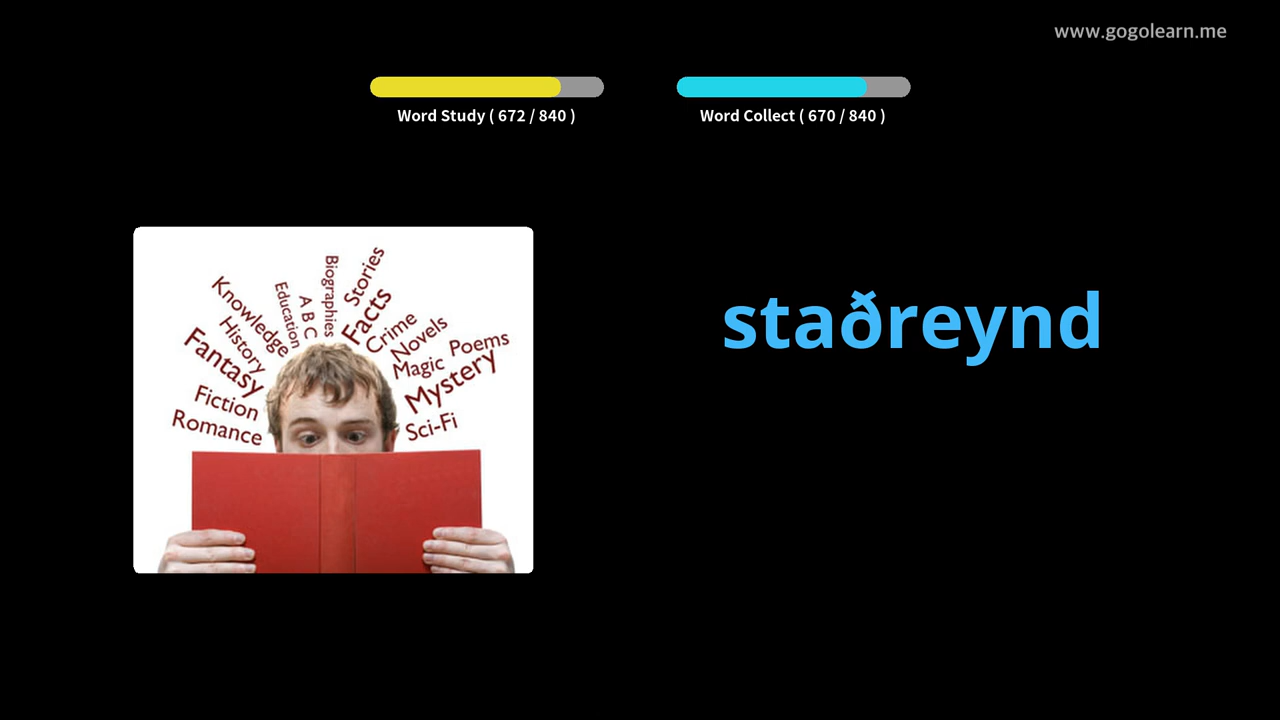 www.gogolearn.me
Word Study ( 672 / 840 )
Word Collect ( 670 / 840 )
staðreynd
Knowledge
History
Fantasy
Fiction
Romance
Education
A B C
Biographies
Stories
Facts
Crime
Novels
Magic
Poems
Mystery
Sci-Fi